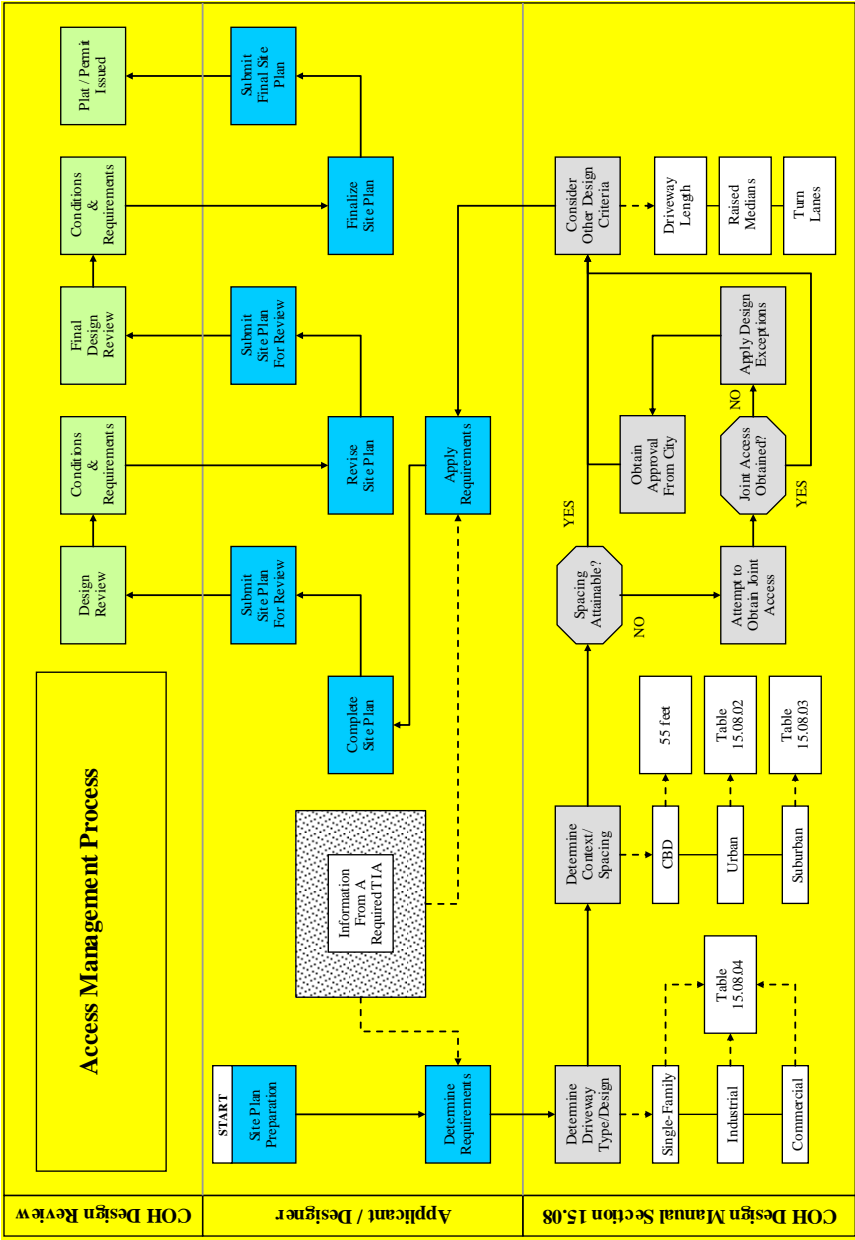 Access Management Process
COH Design Review
Design
Review
Conditions
&
Requirements
Final
Design
Review
Conditions
&
Requirements
Plat / Permit
Issued
Applicant / Designer
START
Site Plan
Preparation
Determine
Requirements
Information
From A
Required TIA
Complete
Site Plan
Submit
Site Plan
For Review
Apply
Requirements
Revise
Site Plan
Submit
Site Plan
For Review
Finalize
Site Plan
Submit
Final Site
Plan
COH Design Manual Section 15.08
Determine
Driveway
Type/Design
Single-Family
Industrial
Commercial
Table
15.08.04
Determine
Context/
Spacing
CBD
Urban
Suburban
55 feet
Table
15.08.02
Table
15.08.03
Spacing
Attainable?
YES
NO
Attempt to
Obtain Joint
Access
Joint Access
Obtained?
NO
YES
Apply Design
Exceptions
Obtain
Approval
From City
Consider
Other Design
Criteria
Driveway
Length
Raised
Medians
Turn
Lanes